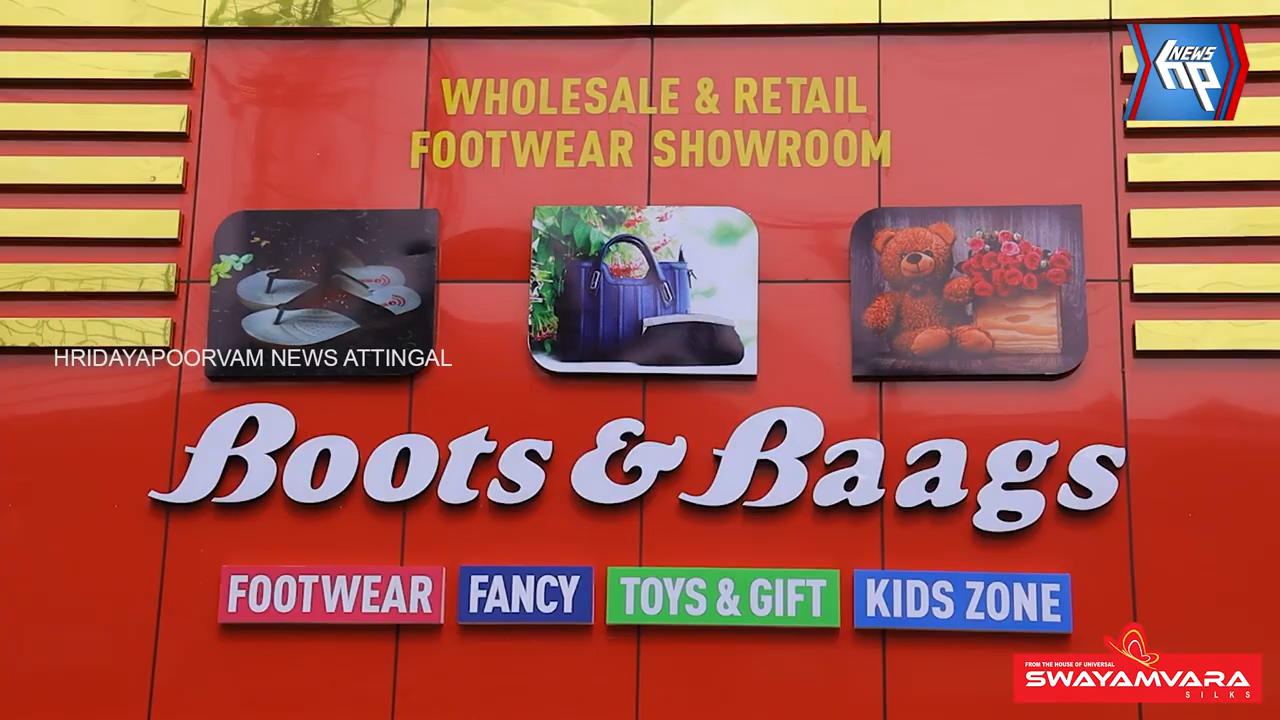 NEWS
hp
WHOLESALE & RETAIL
FOOTWEAR SHOWROOM
HRIDAYAPOORVAM NEWS ATTINGAL
Boots & Baags
FOOTWEAR
FANCY
TOYS & GIFT
KIDS ZONE
FROM THE HOUSE OF UNIVERSAL
SWAYAMVARA
SILKS